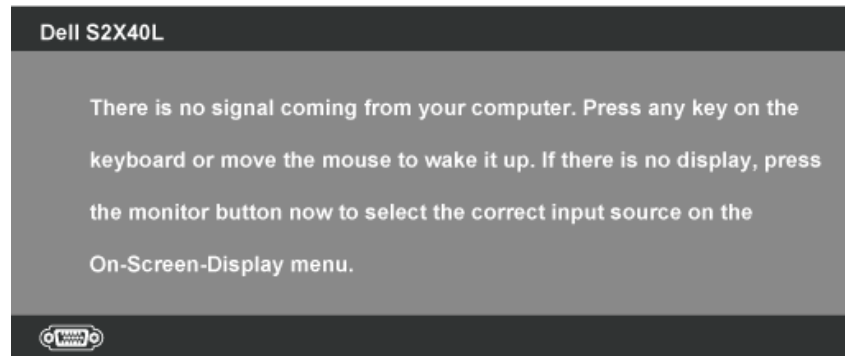 Dell S2X40L
There is no signal coming from your computer. Press any key on the
keyboard or move the mouse to wake it up. If there is no display, press
the monitor button now to select the correct input source on the
On-Screen-Display menu.